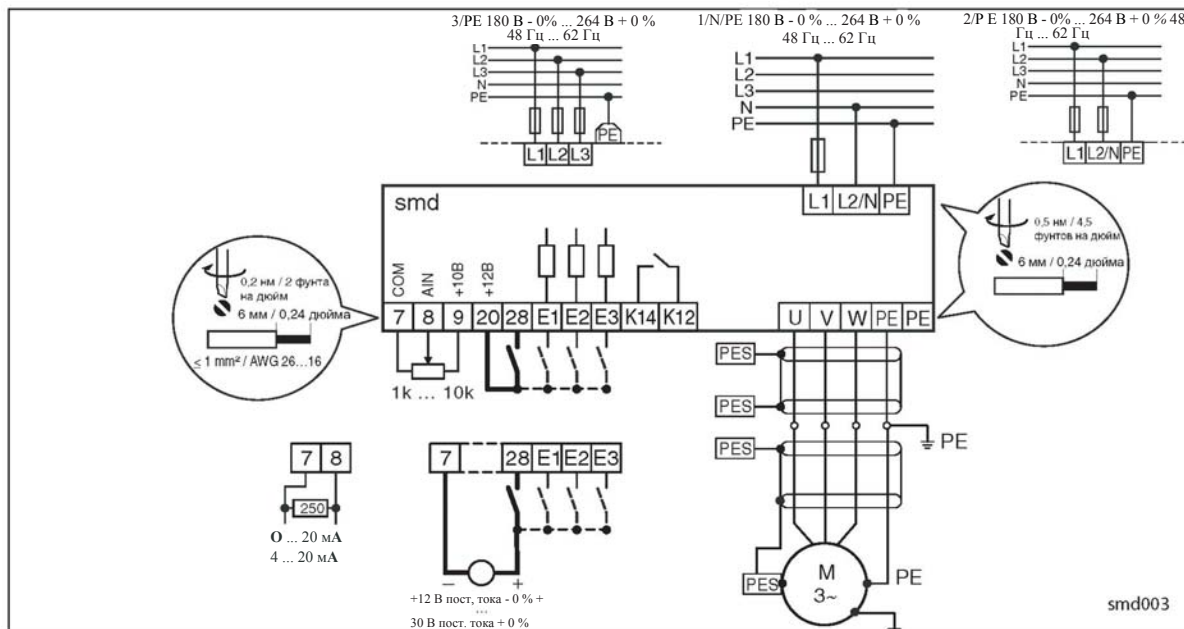 3/PE 180 В - 0% ... 264 В + 0 %
48 Гц ... 62 Гц
1/N/PE 180 В - 0% ... 264 В + 0 %
48 Гц ... 62 Гц
2/P E 180 В - 0% ... 264 В + 0 % 48
Гц ... 62 Гц
L1
L2
L3
N
PE
PE
L1 L2 L3
L1
L2
L3
N
PE
L1
L2
L3
N
PE
L1 L2/N PE
smd
L1 L2/N PE
0,2 нм / 2 фунта
на дюйм
6 мм / 0,24 дюйма
≤ 1 mm² / AWG 26...16
0,5 нм / 4,5
фунтов на дюйм
6 мм / 0,24 дюйма
COM AIN +10В +12В
7 8 9 20 28 E1 E2 E3 K14 K12
U V W PE PE
1k ... 10k
PES
PES
PE
PES
7 8
250
O ... 20 мА
4 ... 20 мА
7 28 E1 E2 E3
– +
+12 В пост, тока - 0 % +
...
30 В пост. тока + 0 %
PES
M
3~
PE
smd003